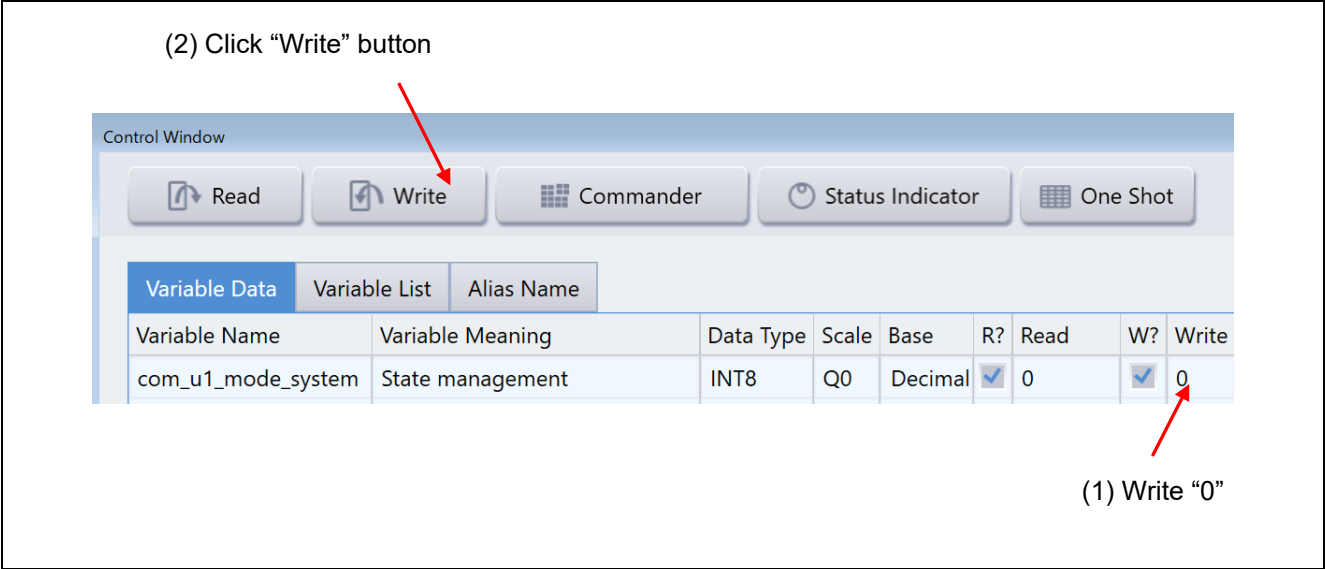 (2) Click “Write” button
Control Window
Read Write Commander Status Indicator One Shot
Variable Data Variable List Alias Name
Variable Name Variable Meaning Data Type Scale Base R? Read W? Write
com_u1_mode_system State management INT8 Q0 Decimal 0 0
(1) Write “0”